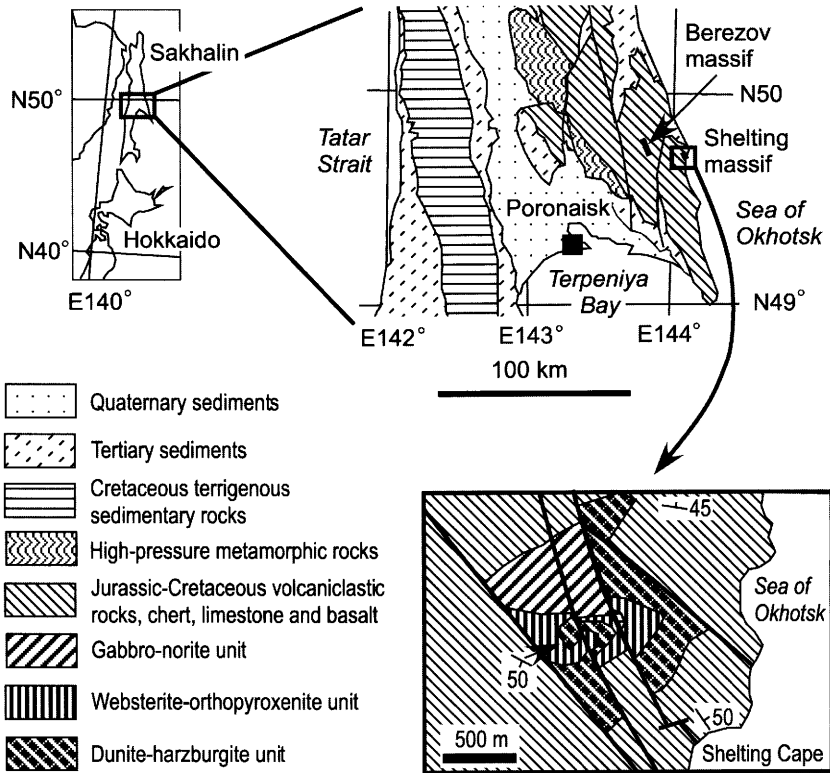 Sakhalin
N50°
N40°
Hokkaido
E140°
Berezov
massif
N50
Shelting
massif
Tatar
Strait
Poronaisk
Sea of
Okhotsk
Terpeniya
Bay
N49°
E142°
E143°
E144°
100 km
Quaternary sediments
Tertiary sediments
Cretaceous terrigenous
sedimentary rocks
High-pressure metamorphic rocks
Jurassic-Cretaceous volcaniclastic
rocks, chert, limestone and basalt
Gabbro-norite unit
Websterite-orthopyroxenite unit
Dunite-harzburgite unit
45
Sea of
Okhotsk
50
50
500 m
Shelting Cape